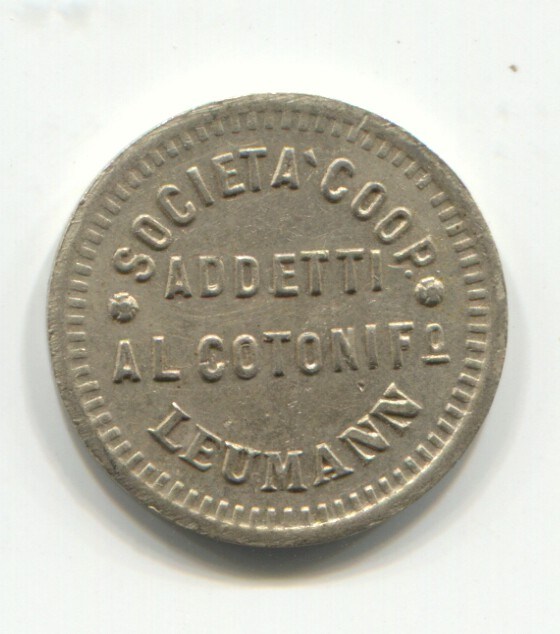 SOCIETA' COOP.
ADDETTI
AL COTONIFº
LEUMANN